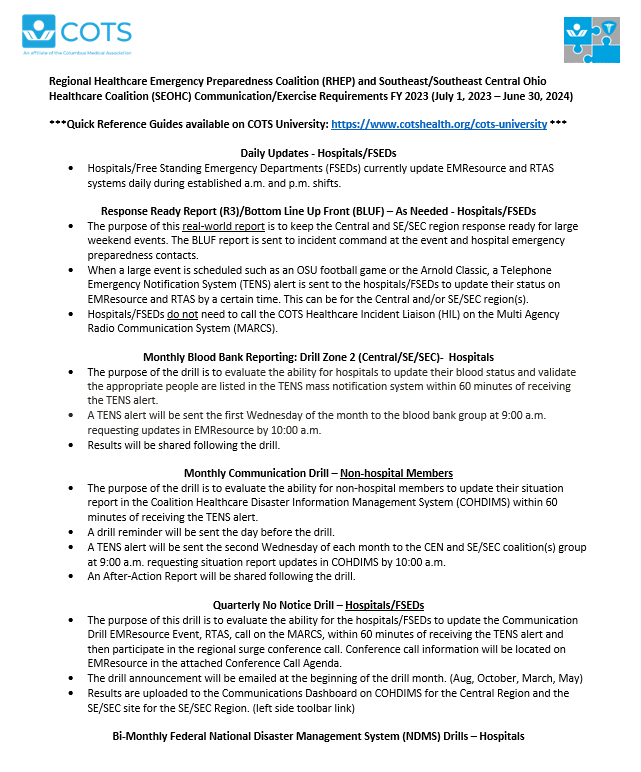 COTS
An affiliate of the Columbus Medical Association
Regional Healthcare Emergency Preparedness Coalition (RHEP) and Southeast/Southeast Central Ohio
Healthcare Coalition (SEOHC) Communication/Exercise Requirements FY 2023 (July 1, 2023 – June 30, 2024)
***Quick Reference Guides available on COTS University: https://www.cotshealth.org/cots-university ***
Daily Updates - Hospitals/FSEDs
• Hospitals/Free Standing Emergency Departments (FSEDs) currently update EMResource and RTAS
systems daily during established a.m. and p.m. shifts.
Response Ready Report (R3)/Bottom Line Up Front (BLUF) – As Needed - Hospitals/FSEDs
• The purpose of this real-world report is to keep the Central and SE/SEC region response ready for large
weekend events. The BLUF report is sent to incident command at the event and hospital emergency
preparedness contacts.
• When a large event is scheduled such as an OSU football game or the Arnold Classic, a Telephone
Emergency Notification System (TENS) alert is sent to the hospitals/FSEDs to update their status on
EMResource and RTAS by a certain time. This can be for the Central and/or SE/SEC region(s).
• Hospitals/FSEDs do not need to call the COTS Healthcare Incident Liaison (HIL) on the Multi Agency
Radio Communication System (MARCS).
Monthly Blood Bank Reporting: Drill Zone 2 (Central/SE/SEC)- Hospitals
• The purpose of the drill is to evaluate the ability for hospitals to update their blood status and validate
the appropriate people are listed in the TENS mass notification system within 60 minutes of receiving
the TENS alert.
• A TENS alert will be sent the first Wednesday of the month to the blood bank group at 9:00 a.m.
requesting updates in EMResource by 10:00 a.m.
• Results will be shared following the drill.
Monthly Communication Drill – Non-hospital Members
• The purpose of the drill is to evaluate the ability for non-hospital members to update their situation
report in the Coalition Healthcare Disaster Information Management System (COHDIMS) within 60
minutes of receiving the TENS alert.
• A drill reminder will be sent the day before the drill.
• A TENS alert will be sent the second Wednesday of each month to the CEN and SE/SEC coalition(s) group
at 9:00 a.m. requesting situation report updates in COHDIMS by 10:00 a.m.
• An After-Action Report will be shared following the drill.
Quarterly No Notice Drill – Hospitals/FSEDs
• The purpose of this drill is to evaluate the ability for the hospitals/FSEDs to update the Communication
Drill EMResource Event, RTAS, call on the MARCS, within 60 minutes of receiving the TENS alert and
then participate in the regional surge conference call. Conference call information will be located on
EMResource in the attached Conference Call Agenda.
• The drill announcement will be emailed at the beginning of the drill month. (Aug, October, March, May)
• Results are uploaded to the Communications Dashboard on COHDIMS for the Central Region and the
SE/SEC site for the SE/SEC Region. (left side toolbar link)
Bi-Monthly Federal National Disaster Management System (NDMS) Drills – Hospitals